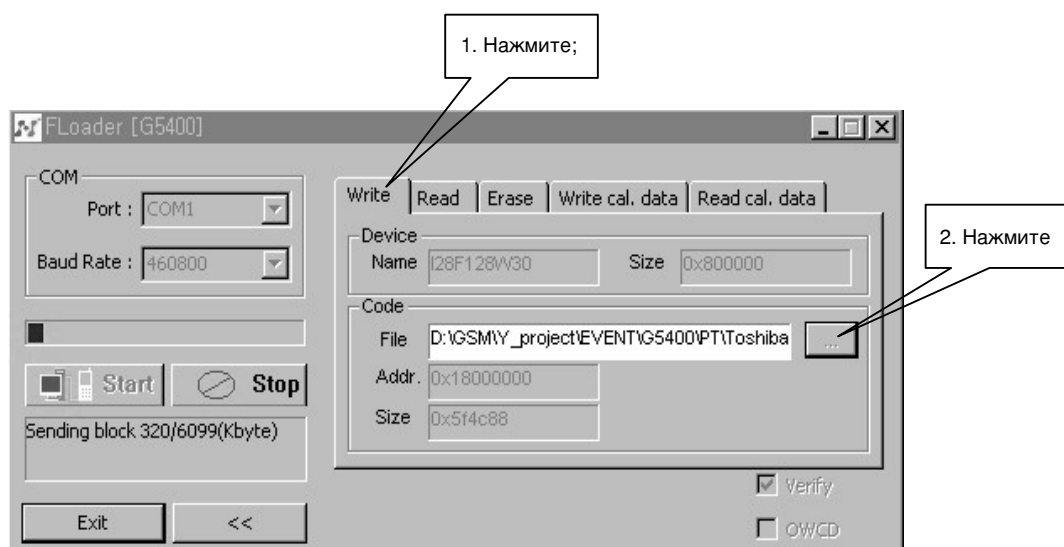 1. Нажмите;
FLoader [G5400]
COM
Port : COM1
Baud Rate : 460800
Start Stop
Sending block 320/6099(Kbyte)
Exit <<
Write Read Erase Write cal. data Read cal. data
Device
Name I28F128W30 Size 0x800000
Code
File D:\GSM\Y_project\EVENT\G5400\PT\Toshiba ...
Addr. 0x18000000
Size 0x5f4c88
Verify
OWCD
2. Нажмите